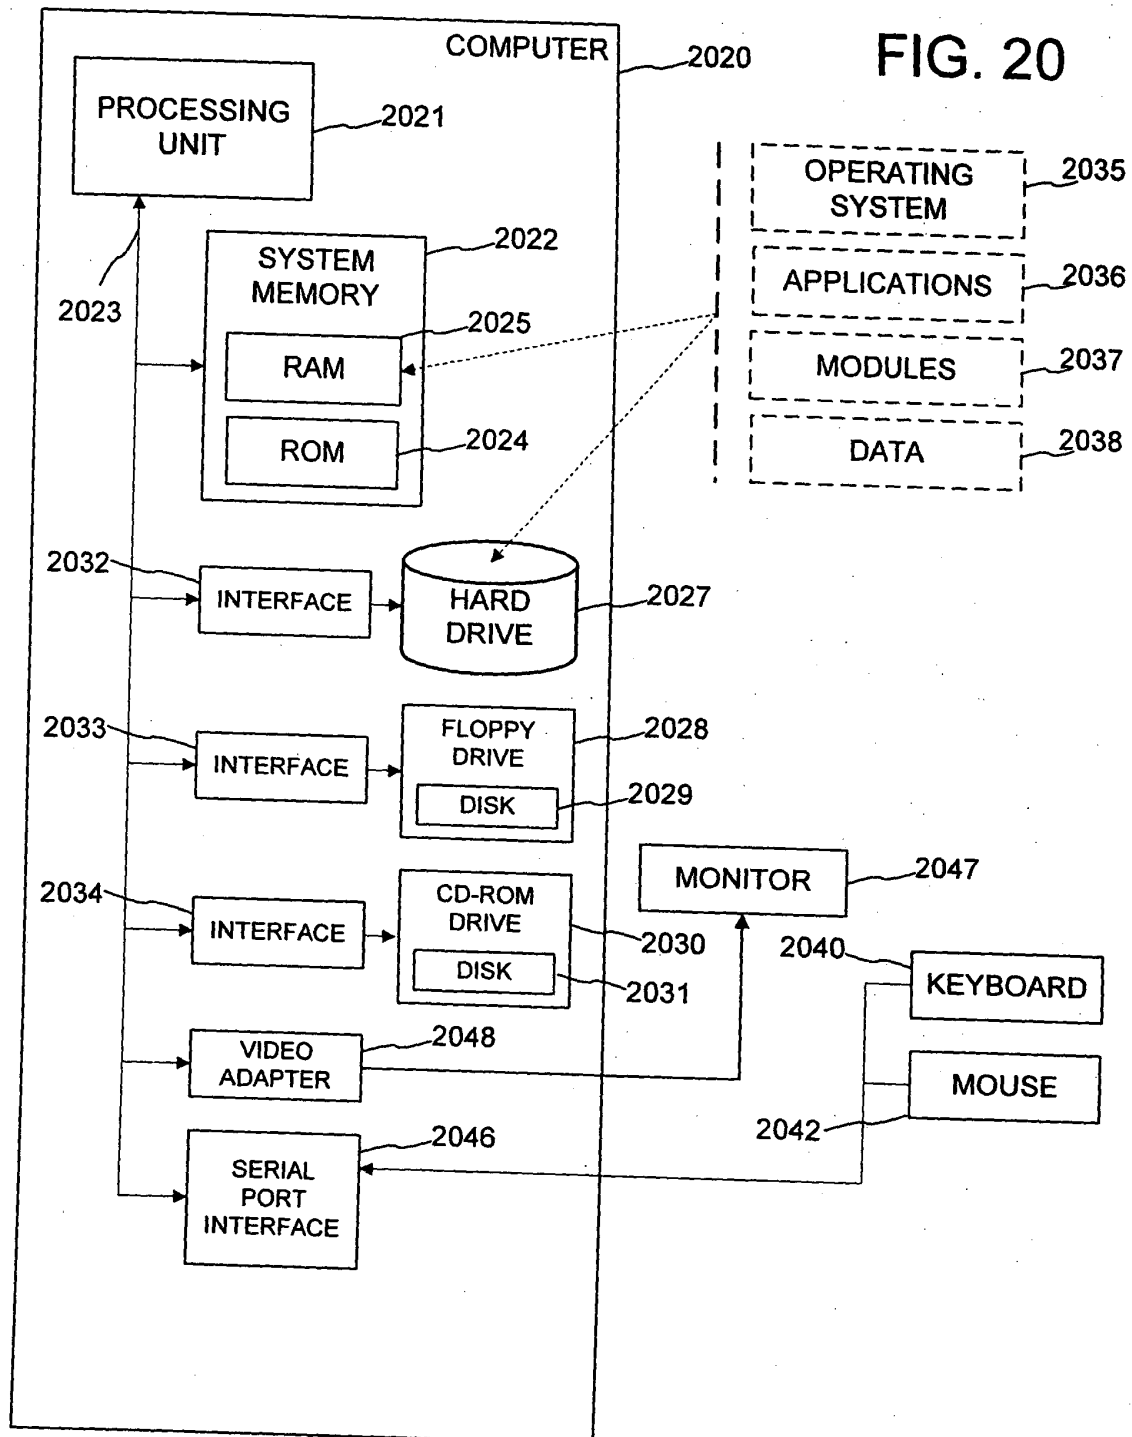 FIG. 20
COMPUTER
2020
PROCESSING
UNIT
2021
2023
SYSTEM
MEMORY
2022
RAM
2025
ROM
2024
OPERATING
SYSTEM
2035
APPLICATIONS
2036
MODULES
2037
DATA
2038
2032
INTERFACE
HARD
DRIVE
2027
2033
INTERFACE
FLOPPY
DRIVE
2028
DISK
2029
2034
INTERFACE
CD-ROM
DRIVE
2030
DISK
2031
MONITOR
2047
2040
KEYBOARD
MOUSE
2042
VIDEO
ADAPTER
2048
SERIAL
PORT
INTERFACE
2046